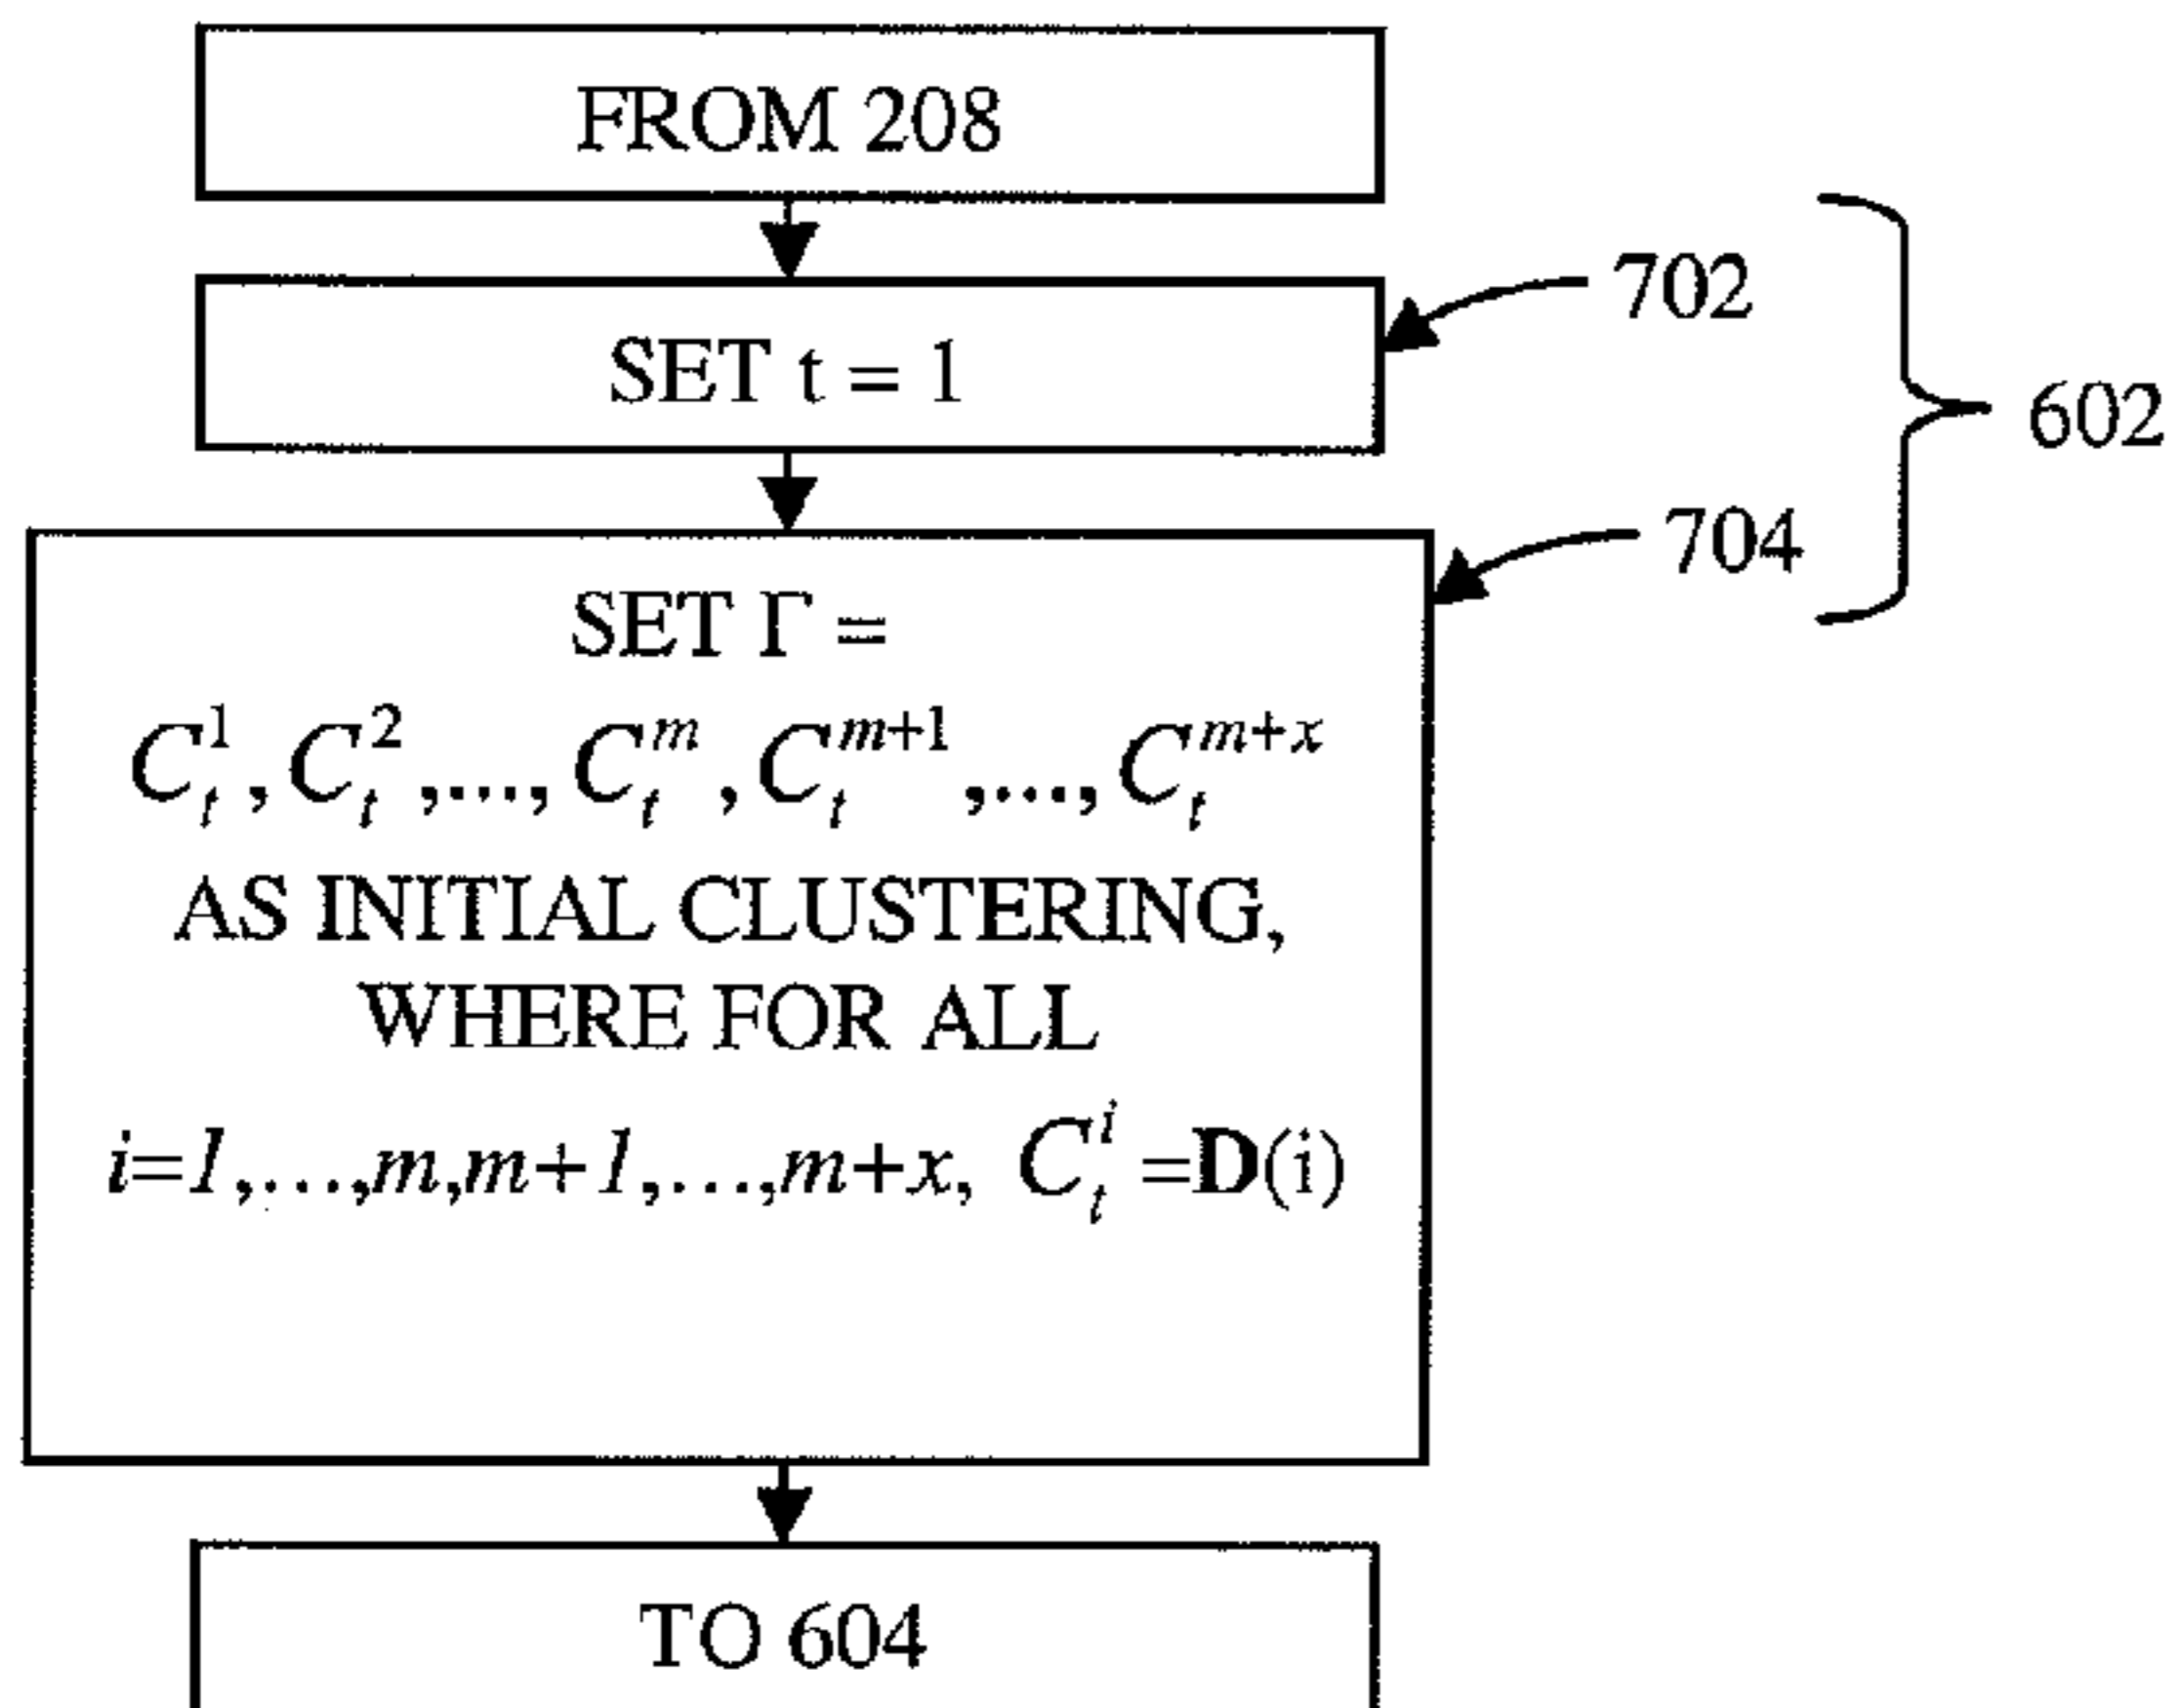 FROM 208
702
SET t = 1
602
704
SET Γ =
C_t^1, C_t^2,..., C_t^m, C_t^{m+1},..., C_t^{m+x}
AS INITIAL CLUSTERING,
WHERE FOR ALL
i=1,...,m,m+1,...,m+x, C_t^i=D(i)
TO 604